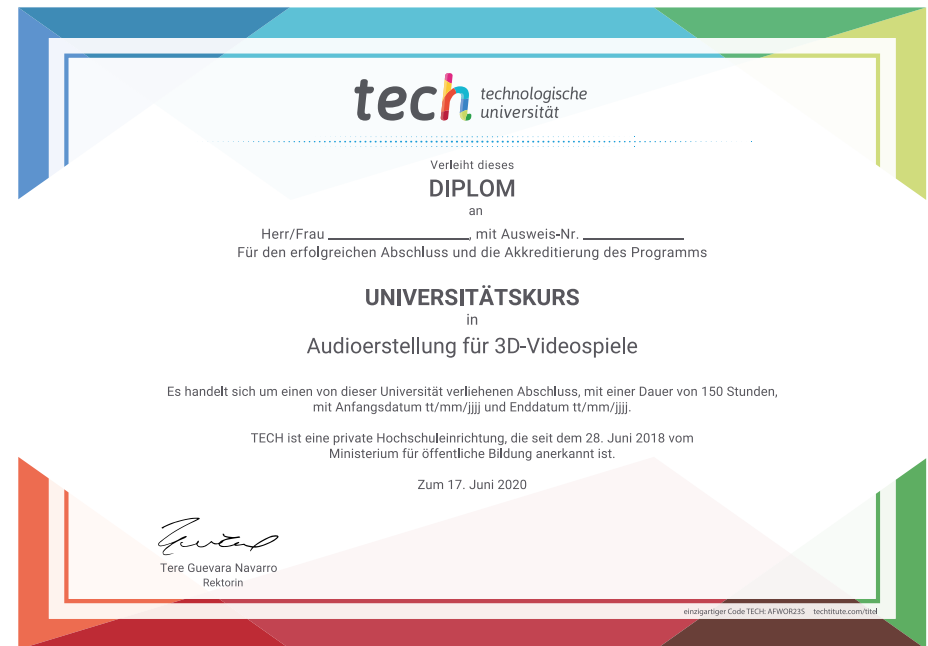 tech technologische
universität
Verleiht dieses
DIPLOM
an
Herr/Frau ____________, mit Ausweis-Nr. ____________
Für den erfolgreichen Abschluss und die Akkreditierung des Programms
UNIVERSITÄTSKURS
in
Audioerstellung für 3D-Videospiele
Es handelt sich um einen von dieser Universität verliehenen Abschluss, mit einer Dauer von 150 Stunden,
mit Anfangsdatum tt/mm/jjjj und Enddatum tt/mm/jjjj.
TECH ist eine private Hochschuleinrichtung, die seit dem 28. Juni 2018 vom
Ministerium für öffentliche Bildung anerkannt ist.
Zum 17. Juni 2020
Tere Guevara Navarro
Rektorin
einzigartiger Code TECH: AFWOR23S techtitute.com/titel